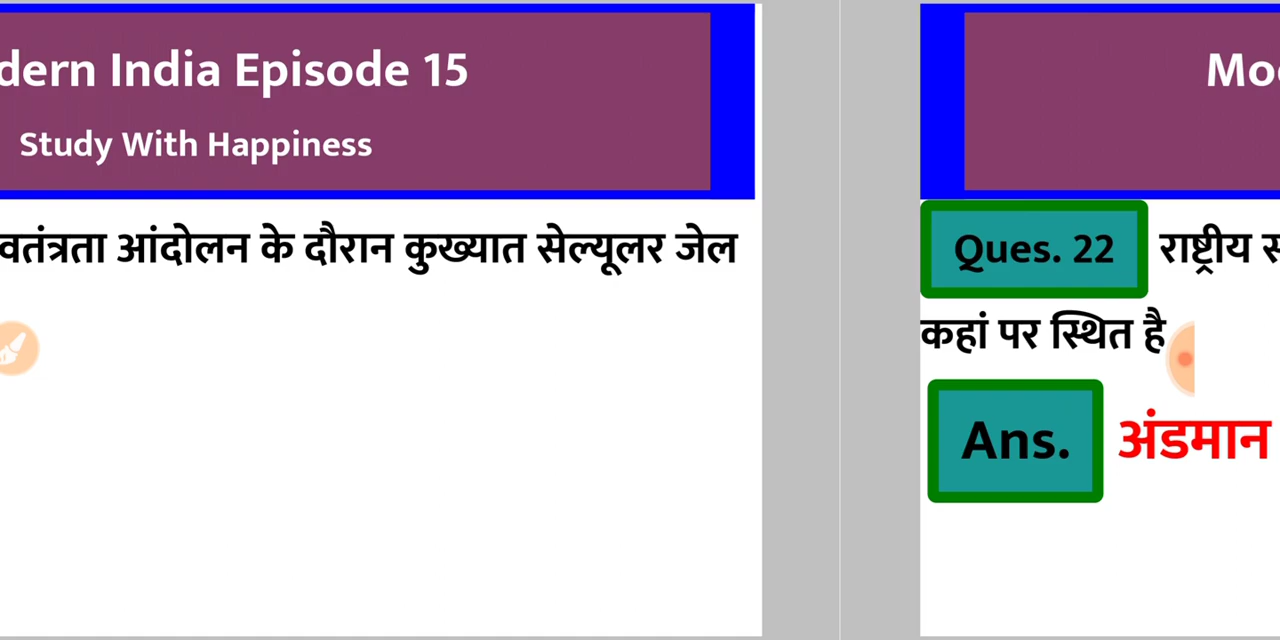 dern India Episode 15
Study With Happiness
वतंत्रता आंदोलन के दौरान कुख्यात सेल्यूलर जेल
Mo
Ques. 22 राष्ट्रीय स
कहां पर स्थित है
Ans. अंडमान